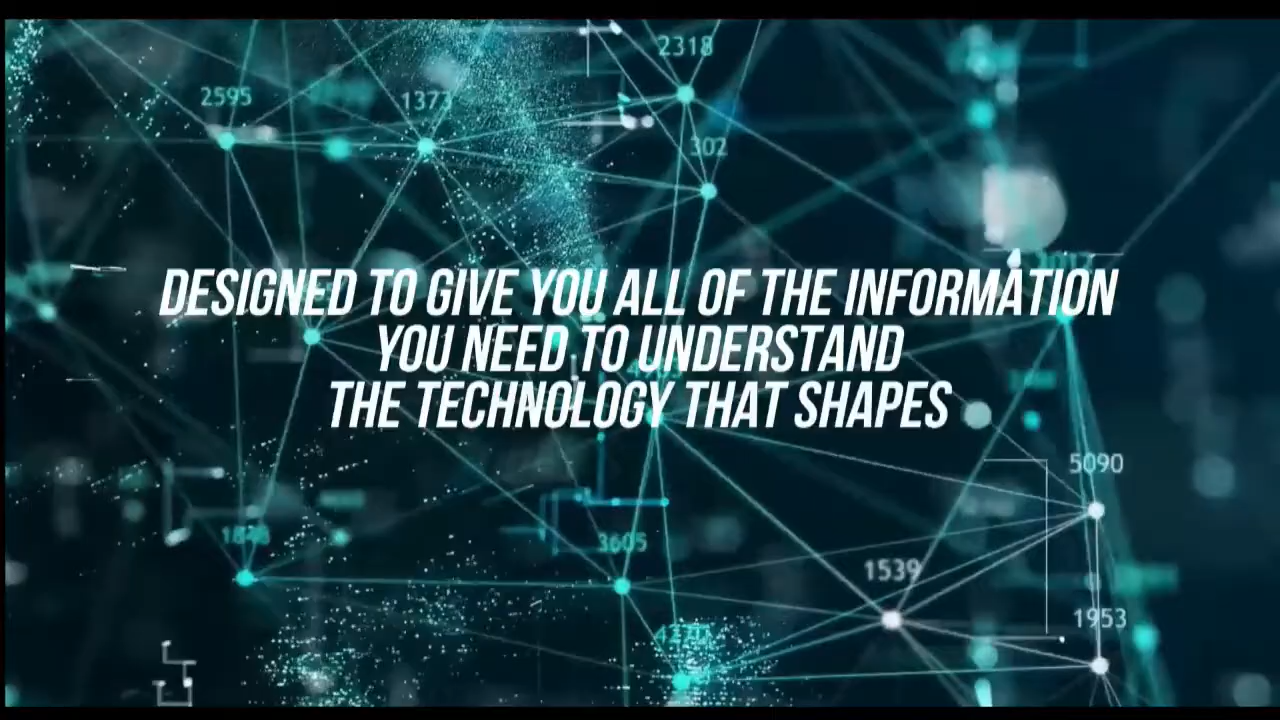 2318
2595
1373
302
DESIGNED TO GIVE YOU ALL OF THE INFORMATION
YOU NEED TO UNDERSTAND
THE TECHNOLOGY THAT SHAPES
5090
3605
1539
1953